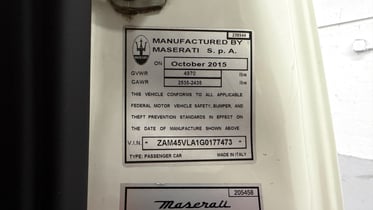 239344
MANUFACTURED BY
MASERATI S. p. A.
ON October 2015
GVWR 4570 lbs
GAWR 2535-2435 lbs
THIS VEHICLE CONFORMS TO ALL APPLICABLE
FEDERAL MOTOR VEHICLE SAFETY, BUMPER, AND
THEFT PREVENTION STANDARDS IN EFFECT ON
THE DATE OF MANUFACTURE SHOWN ABOVE
V.I.N. - ZAM45VLA1G0177473 -
TYPE: PASSENGER CAR MADE IN ITALY
205458
Maserati